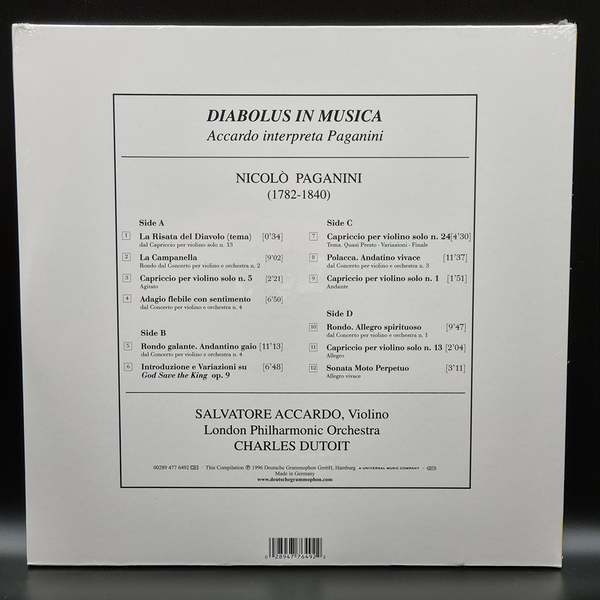 DIABOLUS IN MUSICA
Accardo interpreta Paganini
NICOLÒ PAGANINI
(1782-1840)
Side A
1 La Risata del Diavolo (tema) [0'34]
dal Capriccio per violino solo n. 13
2 La Campanella [9'02]
Rondo dal Concerto per violino e orchestra n. 2
3 Capriccio per violino solo n. 5 [2'21]
Agitato
4 Adagio flebile con sentimento [6'50]
dal Concerto per violino e orchestra n. 4
Side B
5 Rondo galante. Andantino gaio [11'13]
dal Concerto per violino e orchestra n. 4
6 Introduzione e Variazioni su [6'48]
God Save the King op. 9
Side C
7 Capriccio per violino solo n. 24 [4'30]
Tema. Quasi Presto - Variazioni - Finale
8 Polacca. Andatino vivace [11'37]
dal Concerto per violino e orchestra n. 3
9 Capriccio per violino solo n. 1 [1'51]
Andante
Side D
10 Rondo. Allegro spirituoso [9'47]
dal Concerto per violino e orchestra n. 1
11 Capriccio per violino solo n. 13 [2'04]
Allegro
12 Sonata Moto Perpetuo [3'11]
Allegro vivace
SALVATORE ACCARDO, Violino
London Philharmonic Orchestra
CHARLES DUTOIT
00289 477 6492 · This Compilation ℗ 1996 Deutsche Grammophon GmbH, Hamburg A UNIVERSAL MUSIC COMPANY
Made in Germany
www.deutschegrammophon.com
0 28947 76492 2